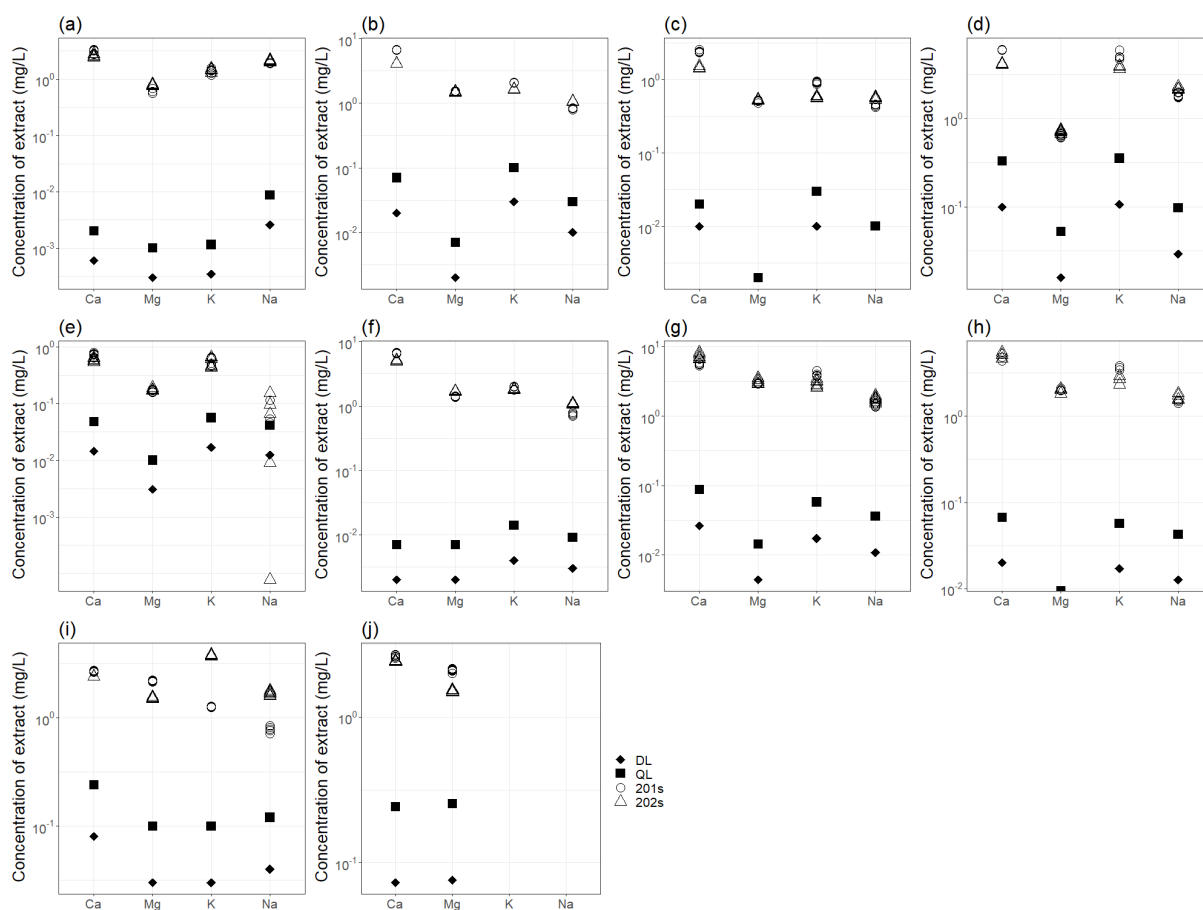 (a)
Concentration of extract (mg/L)
10⁰
10⁻¹
10⁻²
10⁻³
Ca Mg K Na
(b)
Concentration of extract (mg/L)
10¹
10⁰
10⁻¹
10⁻²
Ca Mg K Na
(c)
Concentration of extract (mg/L)
10⁰
10⁻¹
10⁻²
Ca Mg K Na
(d)
Concentration of extract (mg/L)
10⁰
10⁻¹
Ca Mg K Na
(e)
Concentration of extract (mg/L)
10⁰
10⁻¹
10⁻²
10⁻³
Ca Mg K Na
(f)
Concentration of extract (mg/L)
10¹
10⁰
10⁻¹
10⁻²
Ca Mg K Na
(g)
Concentration of extract (mg/L)
10¹
10⁰
10⁻¹
10⁻²
Ca Mg K Na
(h)
Concentration of extract (mg/L)
10⁰
10⁻¹
10⁻²
Ca Mg K Na
(i)
Concentration of extract (mg/L)
10⁰
10⁻¹
Ca Mg K Na
(j)
Concentration of extract (mg/L)
10⁰
10⁻¹
Ca Mg K Na
DL
QL
201s
202s